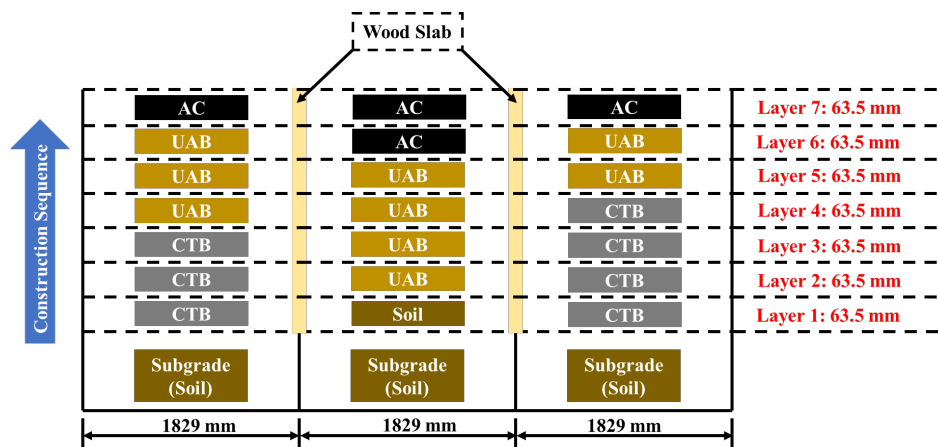 Wood Slab
Construction Sequence
AC AC AC Layer 7: 63.5 mm
UAB AC UAB Layer 6: 63.5 mm
UAB UAB UAB Layer 5: 63.5 mm
UAB UAB CTB Layer 4: 63.5 mm
CTB UAB CTB Layer 3: 63.5 mm
CTB UAB CTB Layer 2: 63.5 mm
CTB Soil CTB Layer 1: 63.5 mm
Subgrade Subgrade Subgrade
(Soil) (Soil) (Soil)
1829 mm 1829 mm 1829 mm